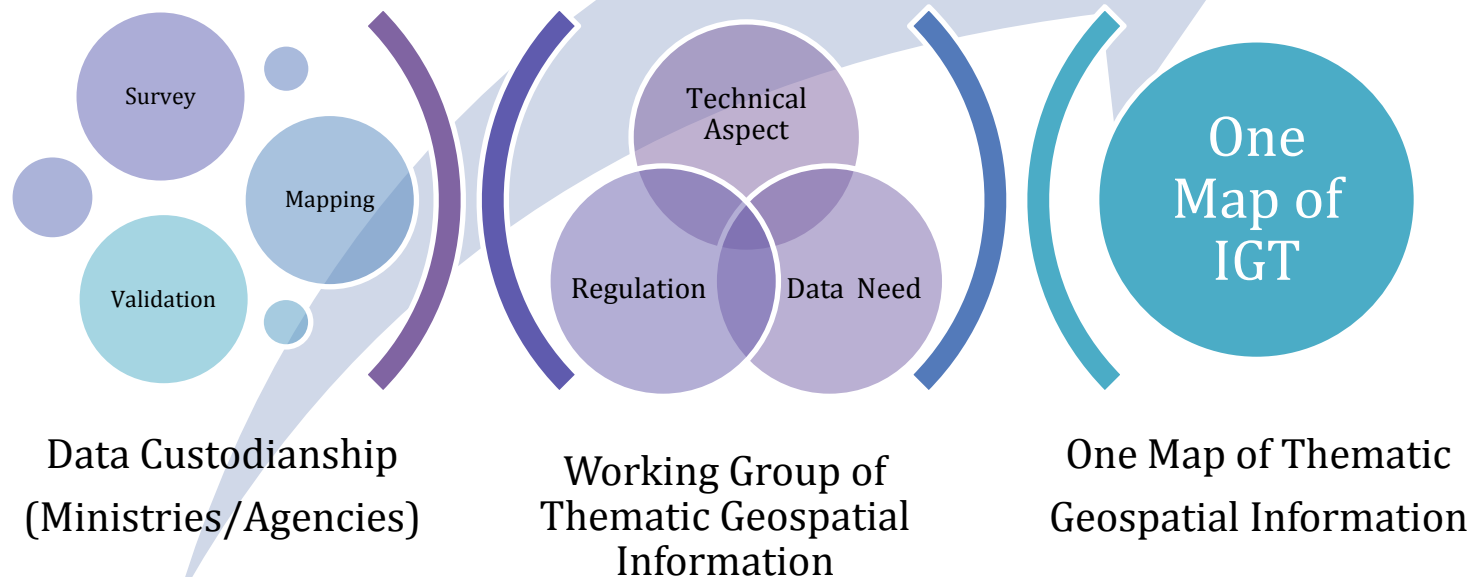 Survey
Mapping
Validation
Data Custodianship
(Ministries/Agencies)
Technical
Aspect
Regulation
Data Need
Working Group of
Thematic Geospatial
Information
One
Map of
IGT
One Map of Thematic
Geospatial Information